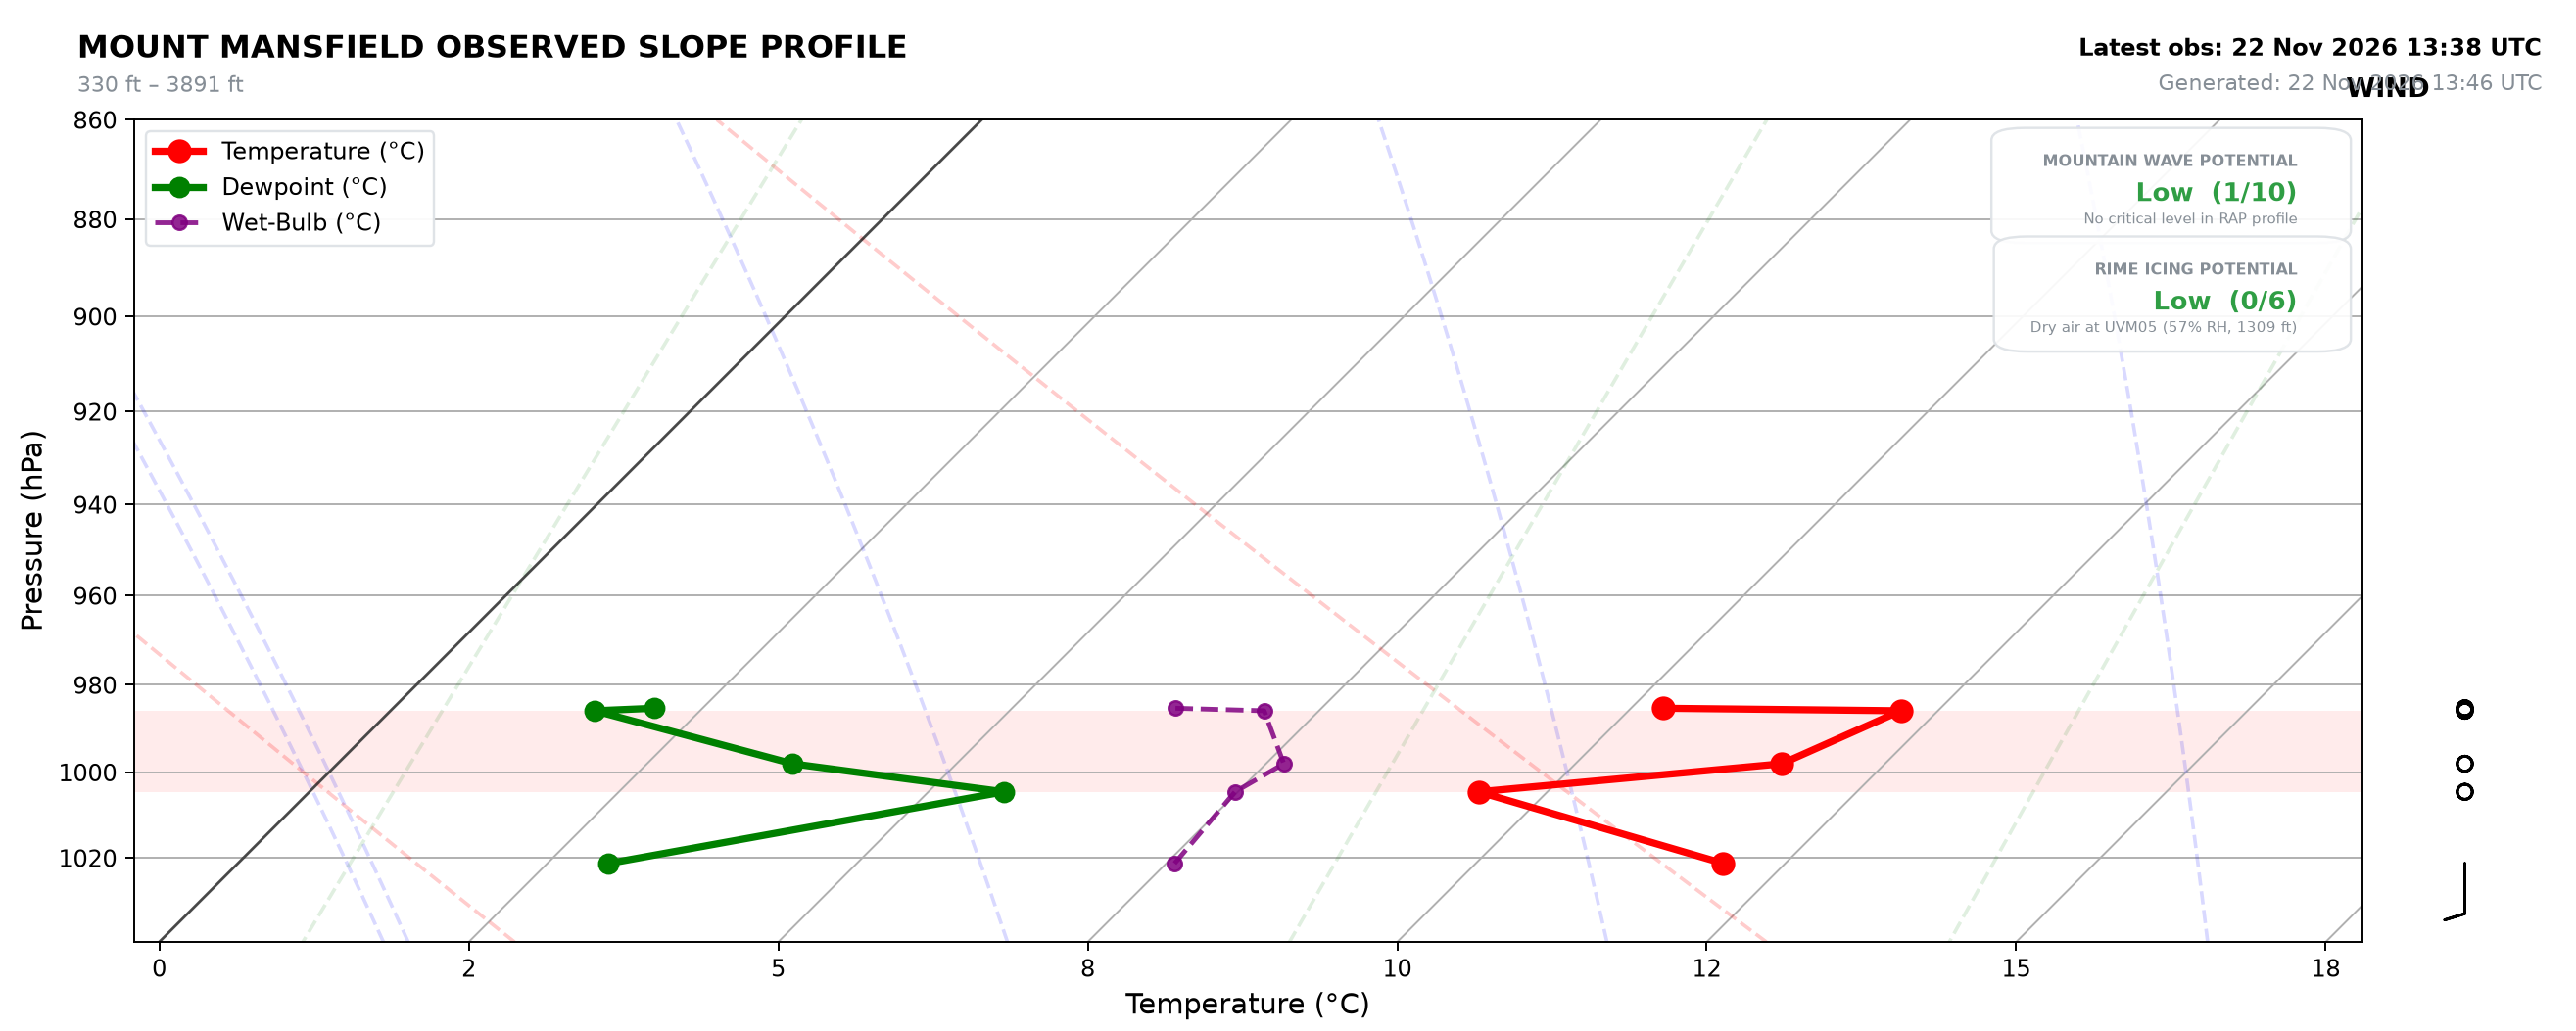 MOUNT MANSFIELD OBSERVED SLOPE PROFILE
330 ft – 3891 ft
Latest obs: 22 Nov 2026 13:38 UTC
Generated: 22 Nov 2026 13:46 UTC
WIND
Temperature (°C)
Dewpoint (°C)
Wet-Bulb (°C)
MOUNTAIN WAVE POTENTIAL
Low (1/10)
No critical level in RAP profile
RIME ICING POTENTIAL
Low (0/6)
Dry air at UVM05 (57% RH, 1309 ft)
Pressure (hPa)
860
880
900
920
940
960
980
1000
1020
0 2 5 8 10 12 15 18
Temperature (°C)